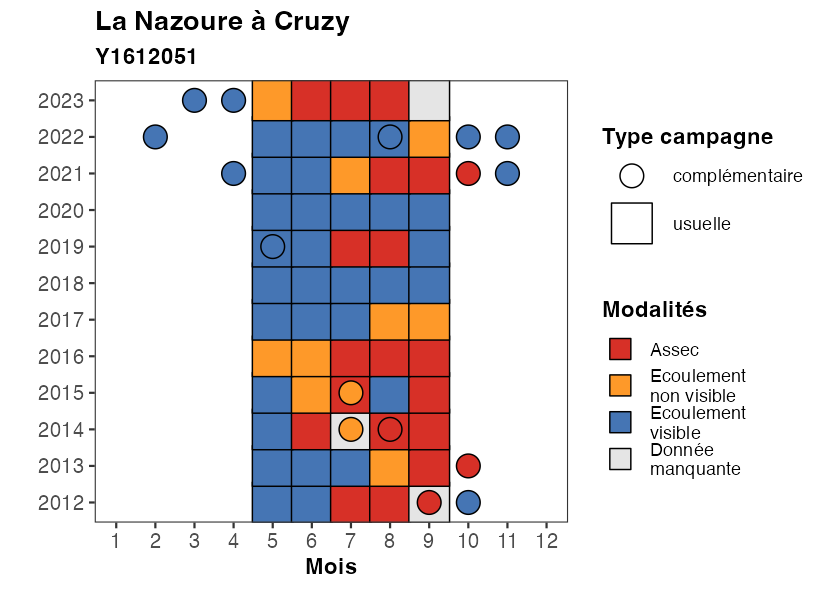 La Nazoure à Cruzy
Y1612051
2023
2022
2021
2020
2019
2018
2017
2016
2015
2014
2013
2012
1 2 3 4 5 6 7 8 9 10 11 12
Mois
Type campagne
complémentaire
usuelle
Modalités
Assec
Ecoulement
non visible
Ecoulement
visible
Donnée
manquante